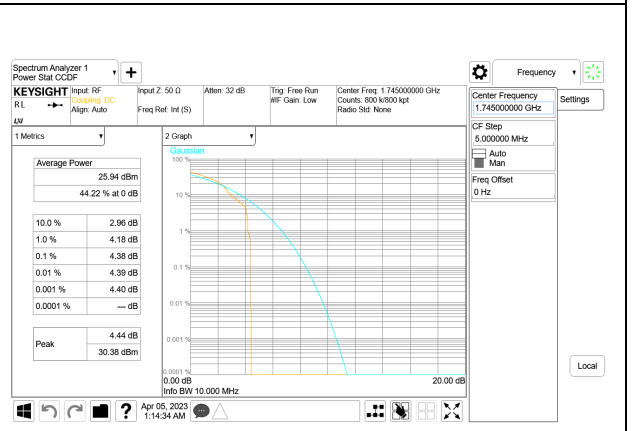 Spectrum Analyzer 1
Power Stat CCDF
Frequency
KEYSIGHT
RL
Input: RF
Coupling: DC
Align: Auto
Input Z: 50 Ω
Freq Ref: Int (S)
Atten: 32 dB
Trig: Free Run
#IF Gain: Low
Center Freq: 1.745000000 GHz
Counts: 800 k/800 kpt
Radio Std: None
1 Metrics
2 Graph
Average Power
25.94 dBm
44.22 % at 0 dB
10.0 % 2.96 dB
1.0 % 4.18 dB
0.1 % 4.38 dB
0.01 % 4.39 dB
0.001 % 4.40 dB
0.0001 % --- dB
Peak
4.44 dB
30.38 dBm
Gaussian
100 %
10 %
1 %
0.1 %
0.01 %
0.001 %
0.0001 %
0.00 dB 20.00 dB
Info BW 10.000 MHz
Center Frequency
1.745000000 GHz
Settings
CF Step
5.000000 MHz
Auto
Man
Freq Offset
0 Hz
Local
?
Apr 05, 2023
1:14:34 AM